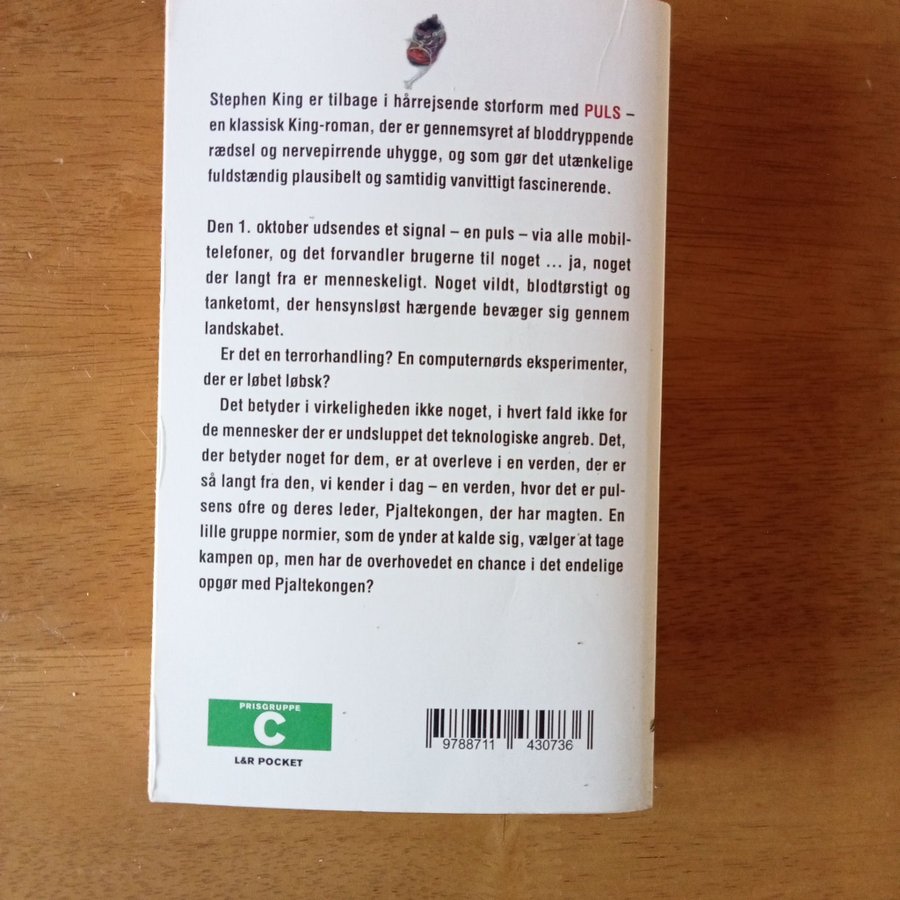 Stephen King er tilbage i hårrejsende storform med PULS –
en klassisk King-roman, der er gennemsyret af bloddryppende
rædsel og nervepirrende uhygge, og som gør det utænkelige
fuldstændig plausibelt og samtidig vanvittigt fascinerende.
Den 1. oktober udsendes et signal – en puls – via alle mobil-
telefoner, og det forvandler brugerne til noget ... ja, noget
der langt fra er menneskeligt. Noget vildt, blodtørstigt og
tanketomt, der hensynsløst hærgende bevæger sig gennem
landskabet.
Er det en terrorhandling? En computernørds eksperimenter,
der er løbet løbsk?
Det betyder i virkeligheden ikke noget, i hvert fald ikke for
de mennesker der er undsluppet det teknologiske angreb. Det,
der betyder noget for dem, er at overleve i en verden, der er
så langt fra den, vi kender i dag – en verden, hvor det er pul-
sens ofre og deres leder, Pjaltekongen, der har magten. En
lille gruppe normier, som de ynder at kalde sig, vælger at tage
kampen op, men har de overhovedet en chance i det endelige
opgør med Pjaltekongen?
PRISGRUPPE
C
L&R POCKET
9788711 430736